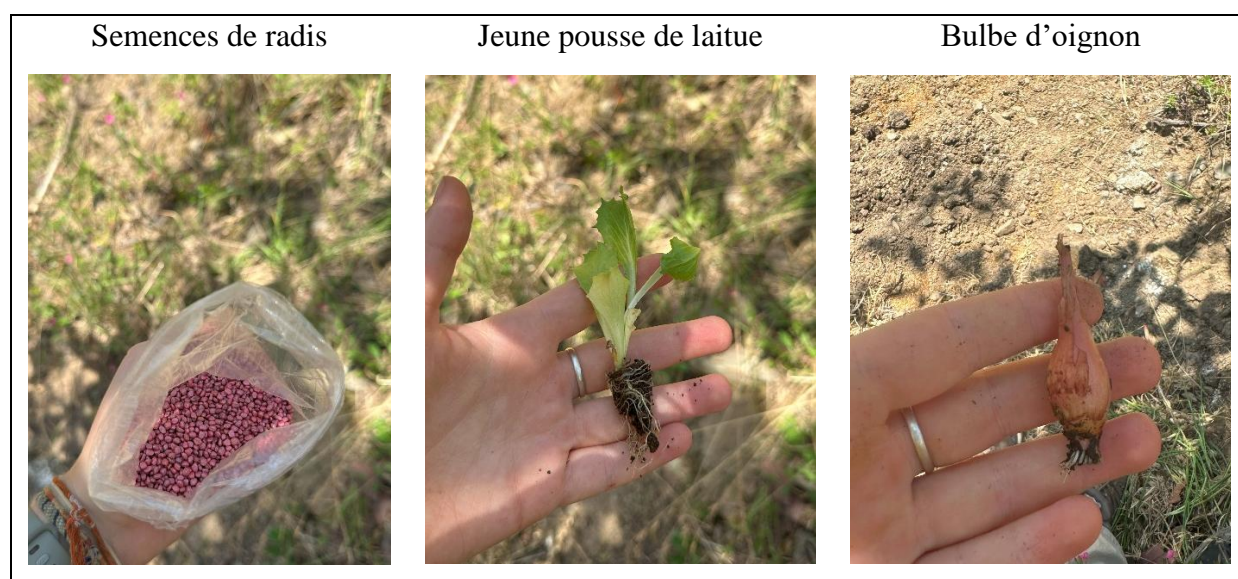 Semences de radis
Jeune pousse de laitue
Bulbe d’oignon